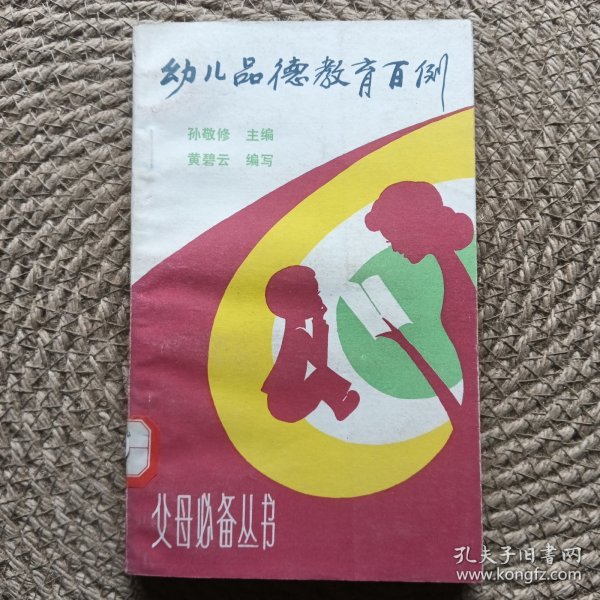 幼儿品德教育百例
孙敬修 主编
黄碧云 编写
父母必备丛书
孔夫子旧书网
www.kongfz.com